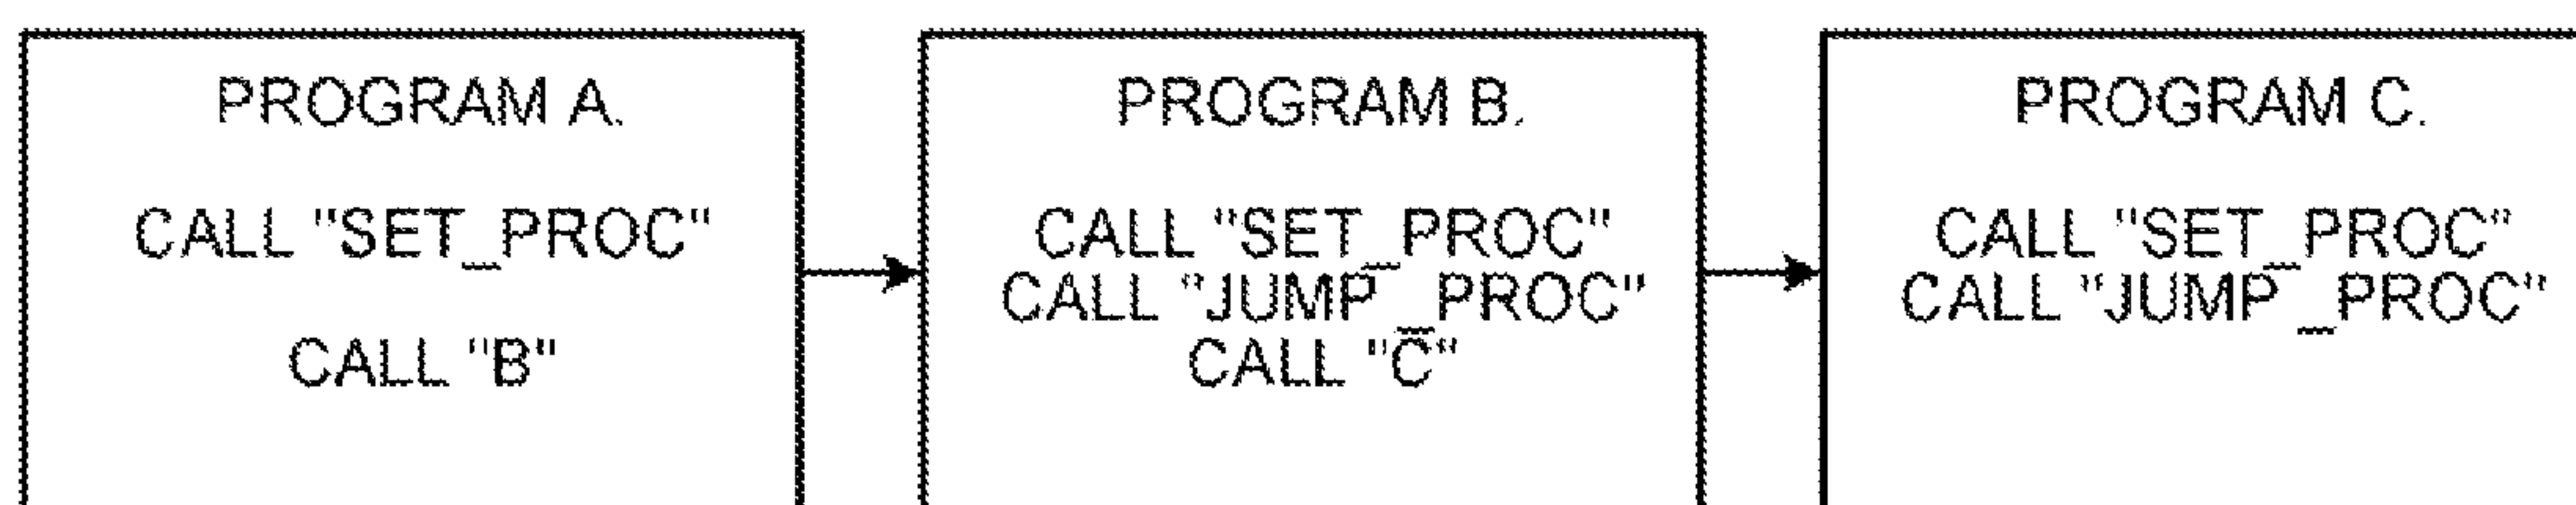 PROGRAM A.
CALL "SET_PROC"
CALL "B"
PROGRAM B.
CALL "SET_PROC"
CALL "JUMP_PROC"
CALL "C"
PROGRAM C.
CALL "SET_PROC"
CALL "JUMP_PROC"